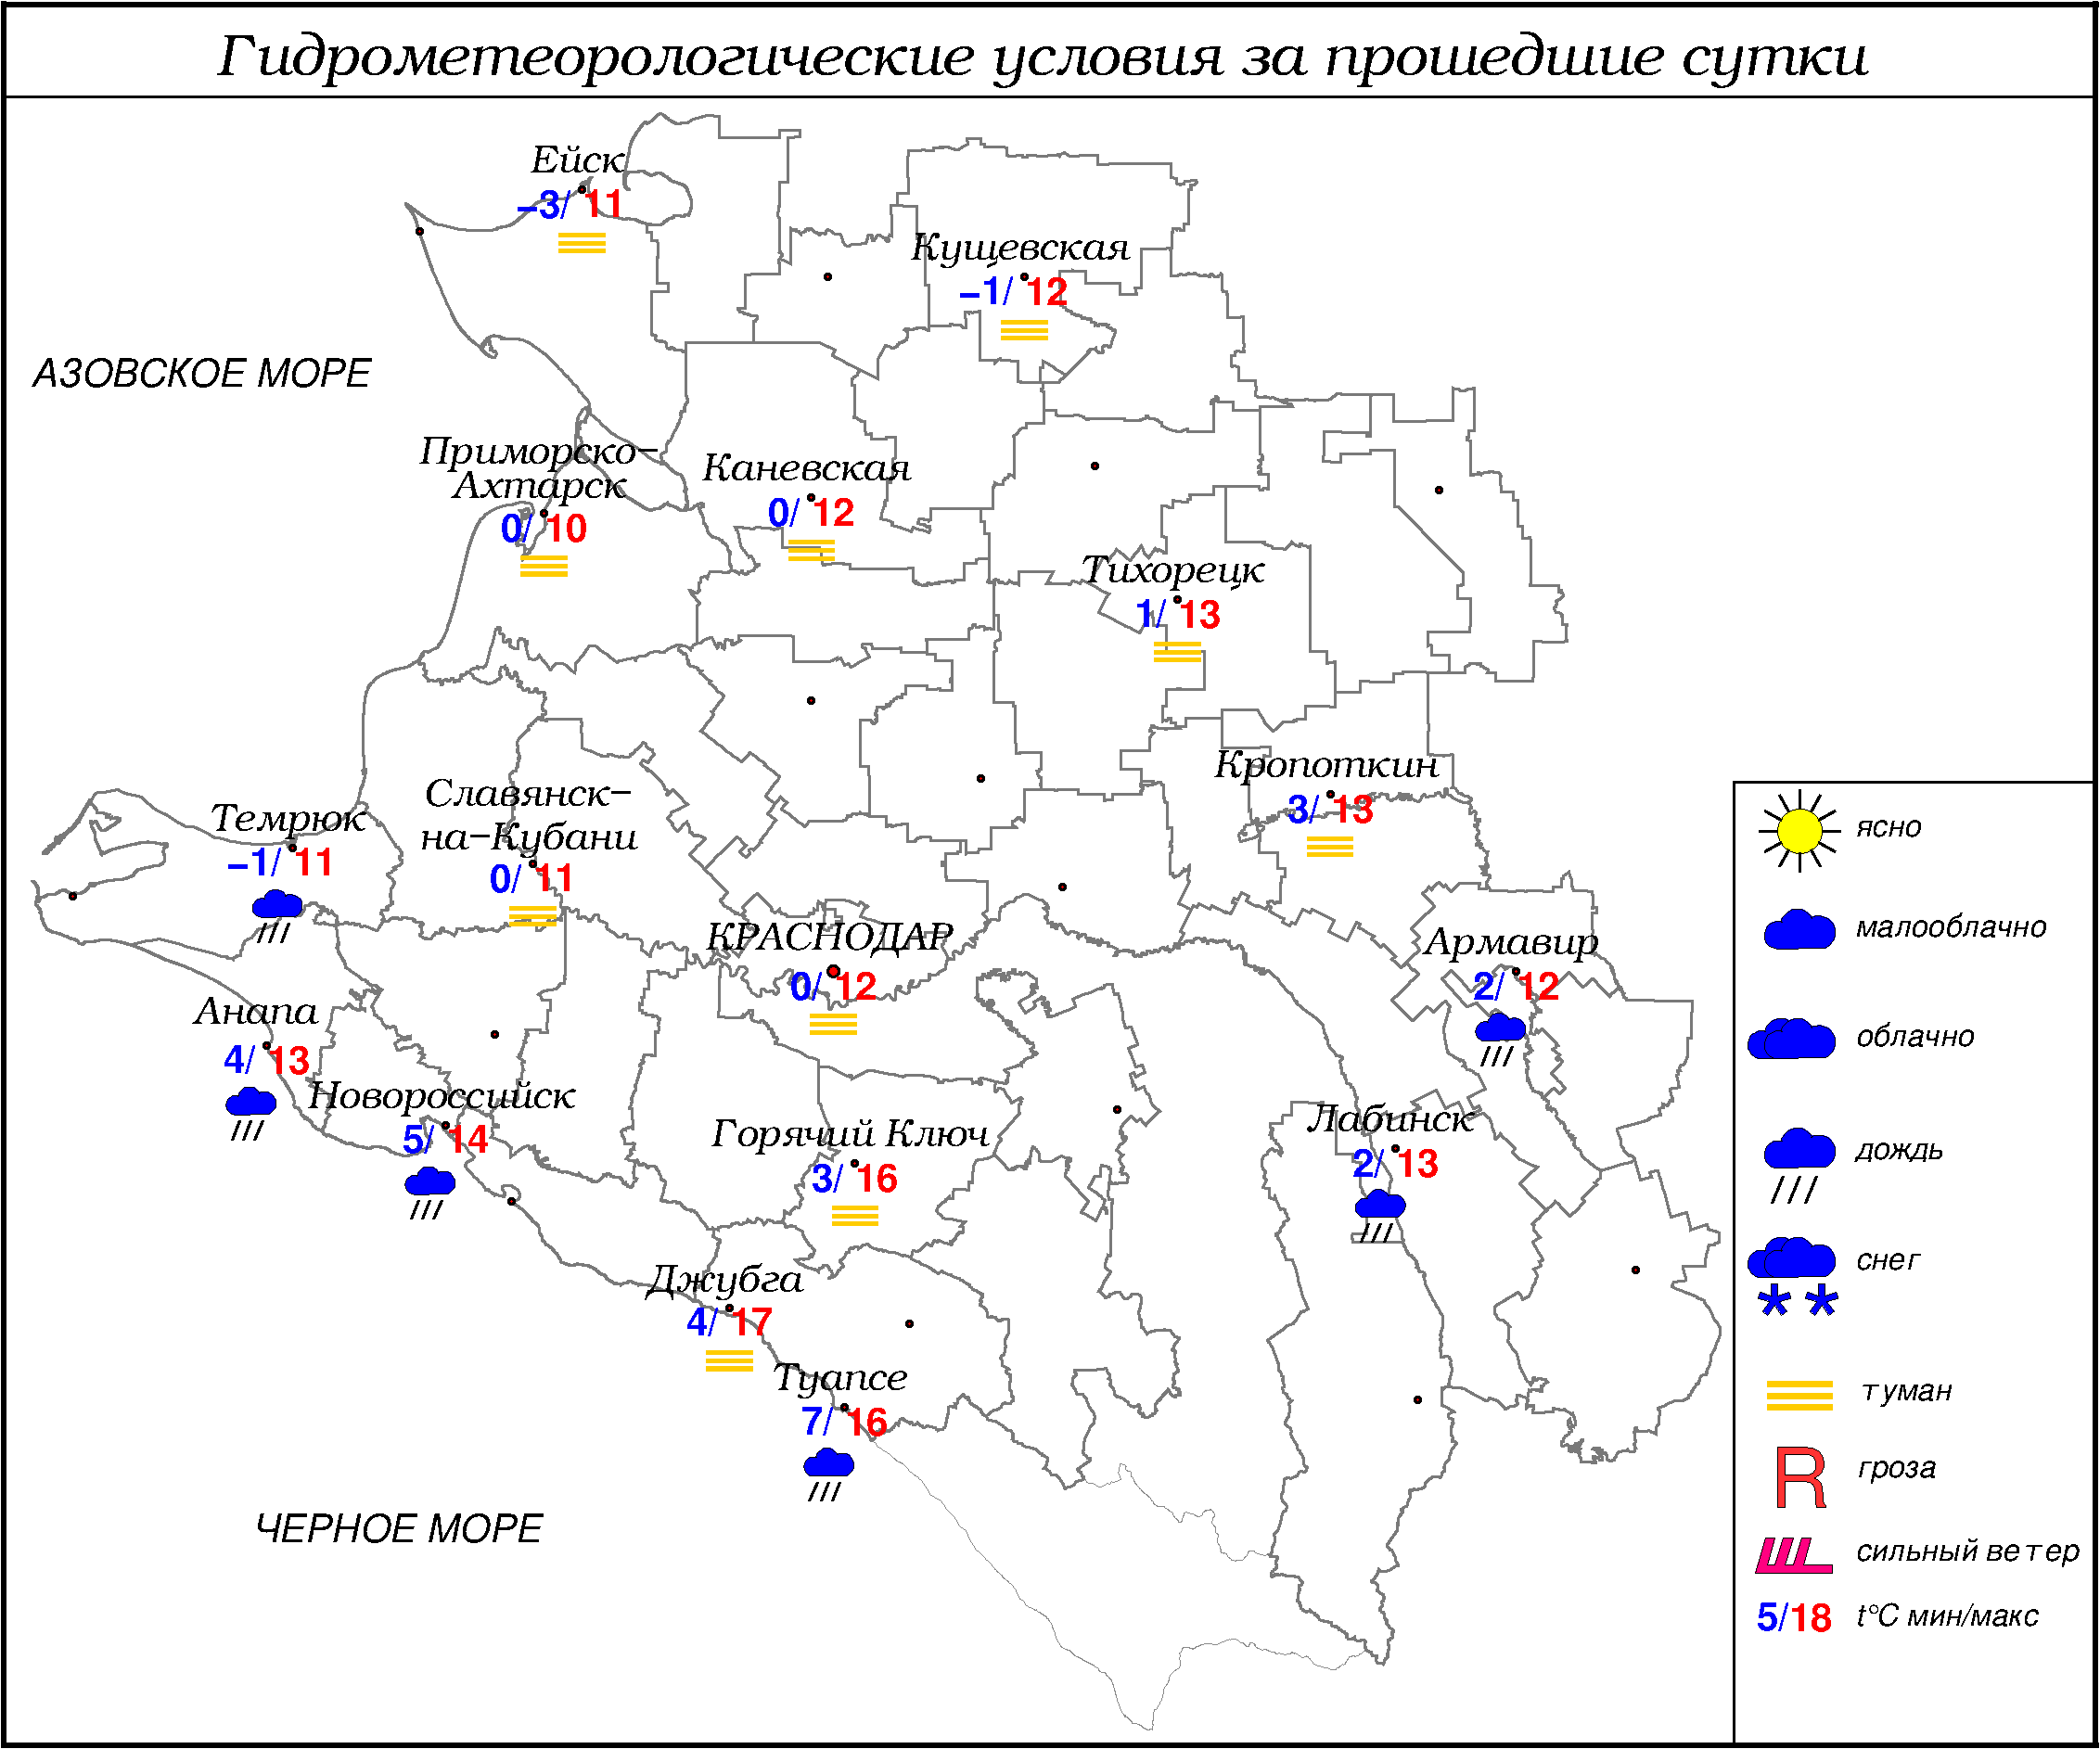 Гидрометеорологические условия за прошедшие сутки
Ейск
–3/ 11
Кущевская
–1/ 12
АЗОВСКОЕ МОРЕ
Приморско–
Ахтарск
0/ 10
Каневская
0/ 12
Тихорецк
1/ 13
Кропоткин
3/ 13
Темрюк
–1/ 11
Славянск–
на–Кубани
0/ 11
КРАСНОДАР
0/ 12
Армавир
2/ 12
Анапа
4/ 13
Новороссийск
5/ 14
Горячий Ключ
3/ 16
Лабинск
2/ 13
Джубга
4/ 17
Туапсе
7/ 16
ЧЕРНОЕ МОРЕ
ясно
малооблачно
облачно
дождь
снег
туман
R гроза
сильный ветер
5/18 t°C мин/макс